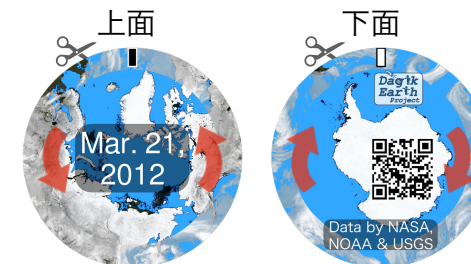 上面
下面
Mar. 21,
2012
Dagik
Earth
Project
Data by NASA,
NOAA & USGS